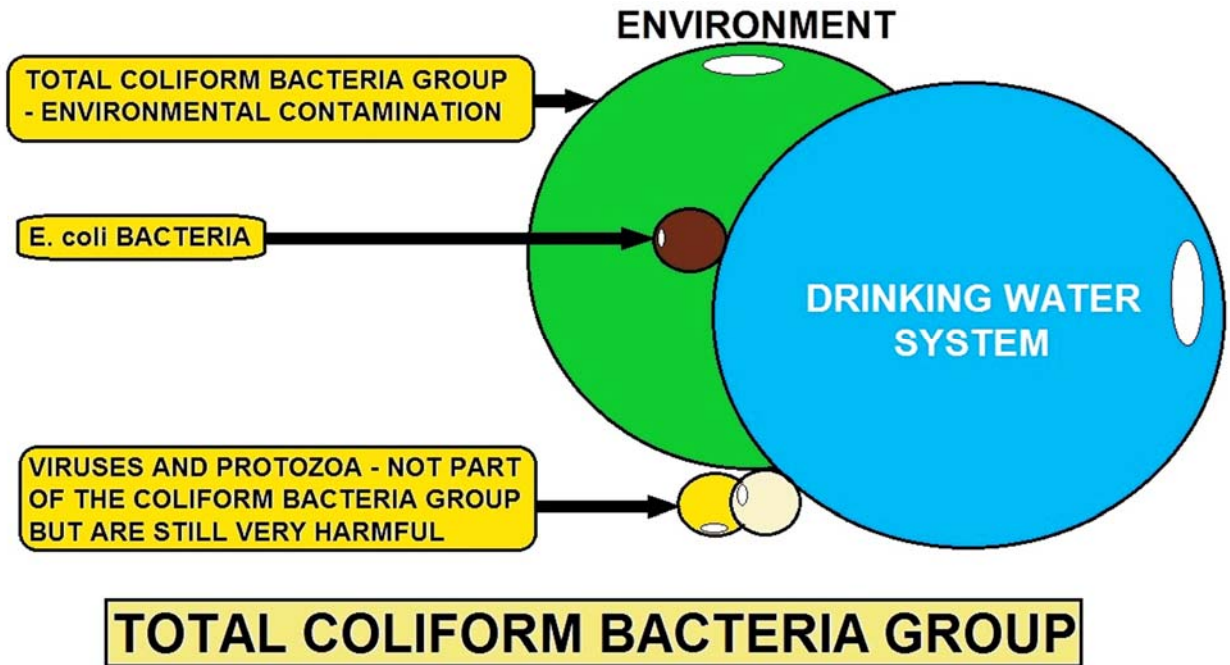 ENVIRONMENT
TOTAL COLIFORM BACTERIA GROUP
- ENVIRONMENTAL CONTAMINATION
E. coli BACTERIA
DRINKING WATER
SYSTEM
VIRUSES AND PROTOZOA - NOT PART
OF THE COLIFORM BACTERIA GROUP
BUT ARE STILL VERY HARMFUL
TOTAL COLIFORM BACTERIA GROUP